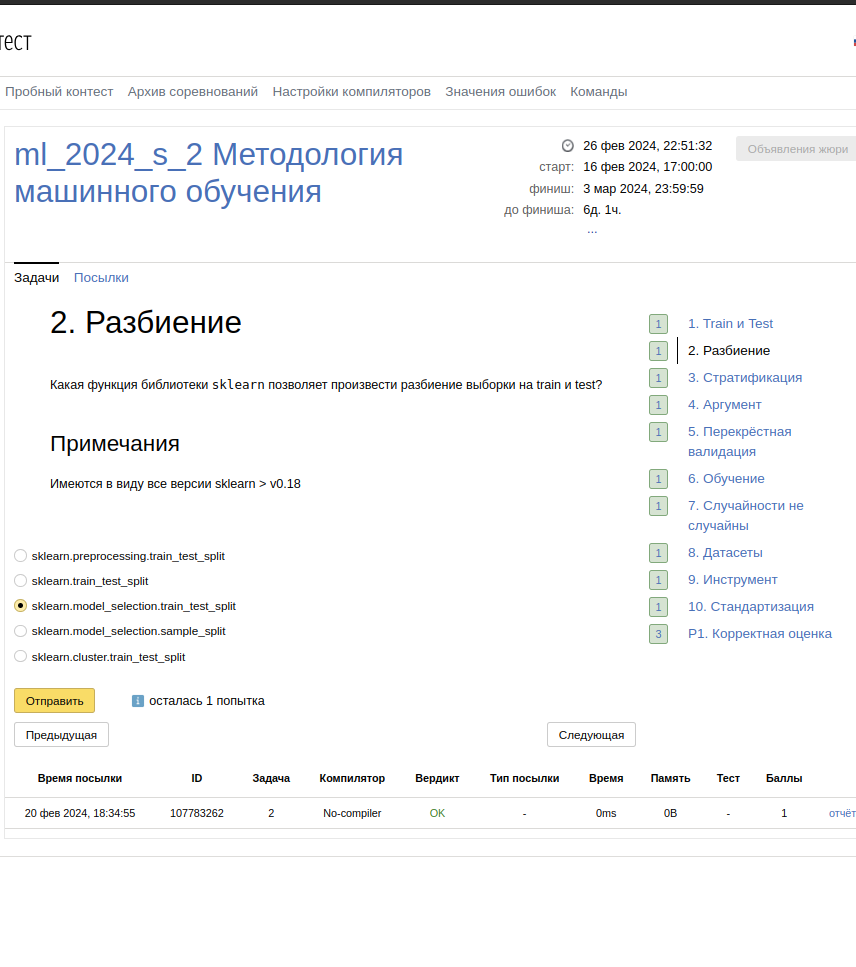 тест
Пробный контест Архив соревнований Настройки компиляторов Значения ошибок Команды
ml_2024_s_2 Методология
машинного обучения
26 фев 2024, 22:51:32
старт: 16 фев 2024, 17:00:00
финиш: 3 мар 2024, 23:59:59
до финиша: 6д. 1ч.
...
Объявления жюри
Задачи Посылки
2. Разбиение
Какая функция библиотеки sklearn позволяет произвести разбиение выборки на train и test?
Примечания
Имеются в виду все версии sklearn > v0.18
sklearn.preprocessing.train_test_split
sklearn.train_test_split
sklearn.model_selection.train_test_split
sklearn.model_selection.sample_split
sklearn.cluster.train_test_split
Отправить
i осталась 1 попытка
Предыдущая
Следующая
1 1. Train и Test
1 2. Разбиение
1 3. Стратификация
1 4. Аргумент
1 5. Перекрёстная
валидация
1 6. Обучение
1 7. Случайности не
случайны
1 8. Датасеты
1 9. Инструмент
1 10. Стандартизация
3 P1. Корректная оценка
Время посылки ID Задача Компилятор Вердикт Тип посылки Время Память Тест Баллы
20 фев 2024, 18:34:55 107783262 2 No-compiler OK - 0ms 0B - 1 отчёт